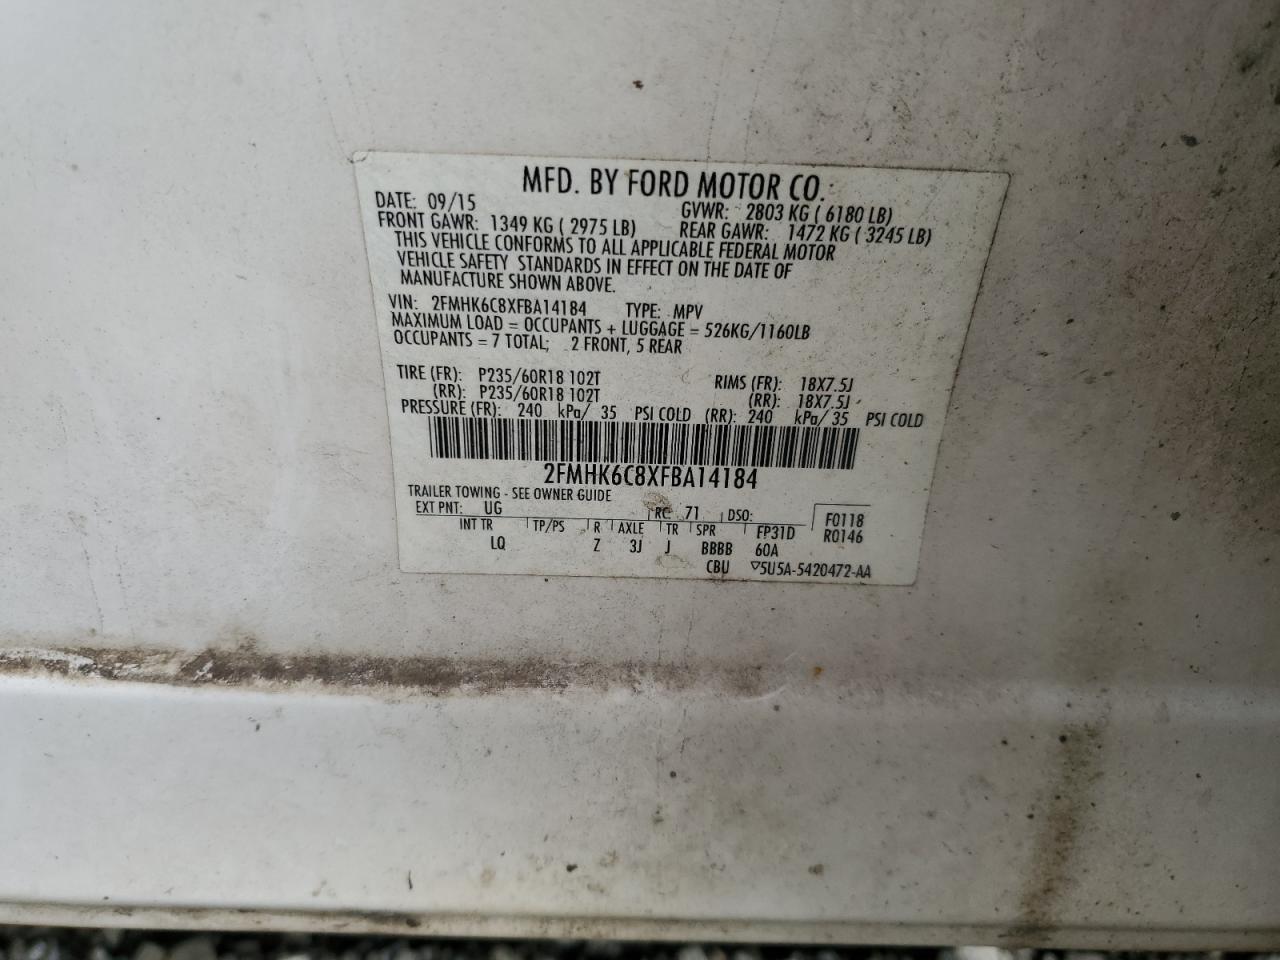 MFD. BY FORD MOTOR CO.
DATE: 09/15 GVWR: 2803 KG ( 6180 LB)
FRONT GAWR: 1349 KG ( 2975 LB) REAR GAWR: 1472 KG ( 3245 LB)
THIS VEHICLE CONFORMS TO ALL APPLICABLE FEDERAL MOTOR
VEHICLE SAFETY STANDARDS IN EFFECT ON THE DATE OF
MANUFACTURE SHOWN ABOVE.
VIN: 2FMHK6C8XFBA14184 TYPE: MPV
MAXIMUM LOAD = OCCUPANTS + LUGGAGE = 526KG/1160LB
OCCUPANTS = 7 TOTAL; 2 FRONT, 5 REAR
TIRE (FR): P235/60R18 102T RIMS (FR): 18X7.5J
(RR): P235/60R18 102T (RR): 18X7.5J
PRESSURE (FR): 240 kPa/ 35 PSI COLD (RR): 240 kPa/ 35 PSI COLD
2FMHK6C8XFBA14184
TRAILER TOWING - SEE OWNER GUIDE
EXT PNT: UG RC: 71 DSO: F0118
INT TR TP/PS R AXLE TR SPR FP31D R0146
LQ Z 3J J BBBB 60A
CBU ▽5U5A-5420472-AA